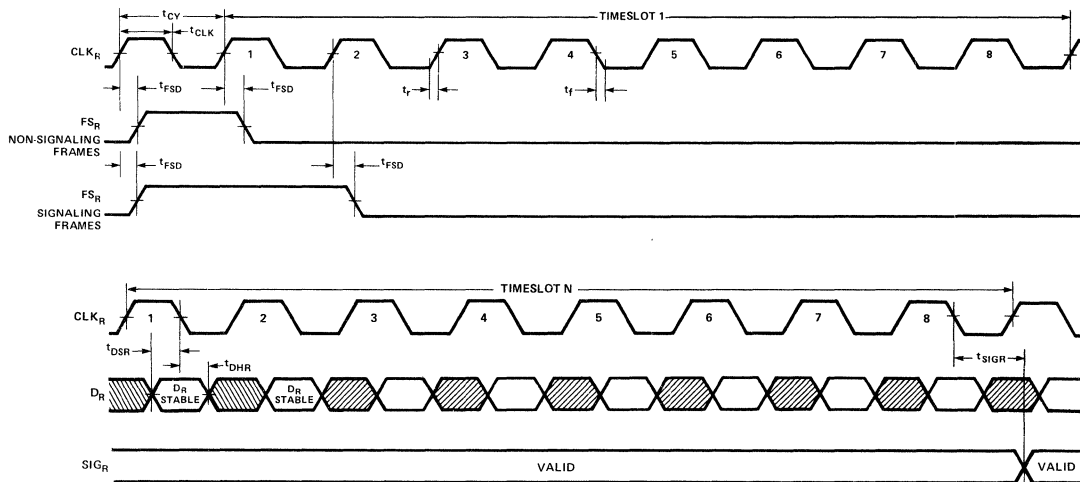 tCY
TIMESLOT 1
tCLK
CLKR
1 2 3 4 5 6 7 8
tFSD
tFSD
tr
tf
FSR
NON-SIGNALING
FRAMES
tFSD
tFSD
FSR
SIGNALING
FRAMES
TIMESLOT N
CLKR
1 2 3 4 5 6 7 8
tDSR
tDHR
tSIGR
DR
DR
STABLE
DR
STABLE
SIGR
VALID
VALID